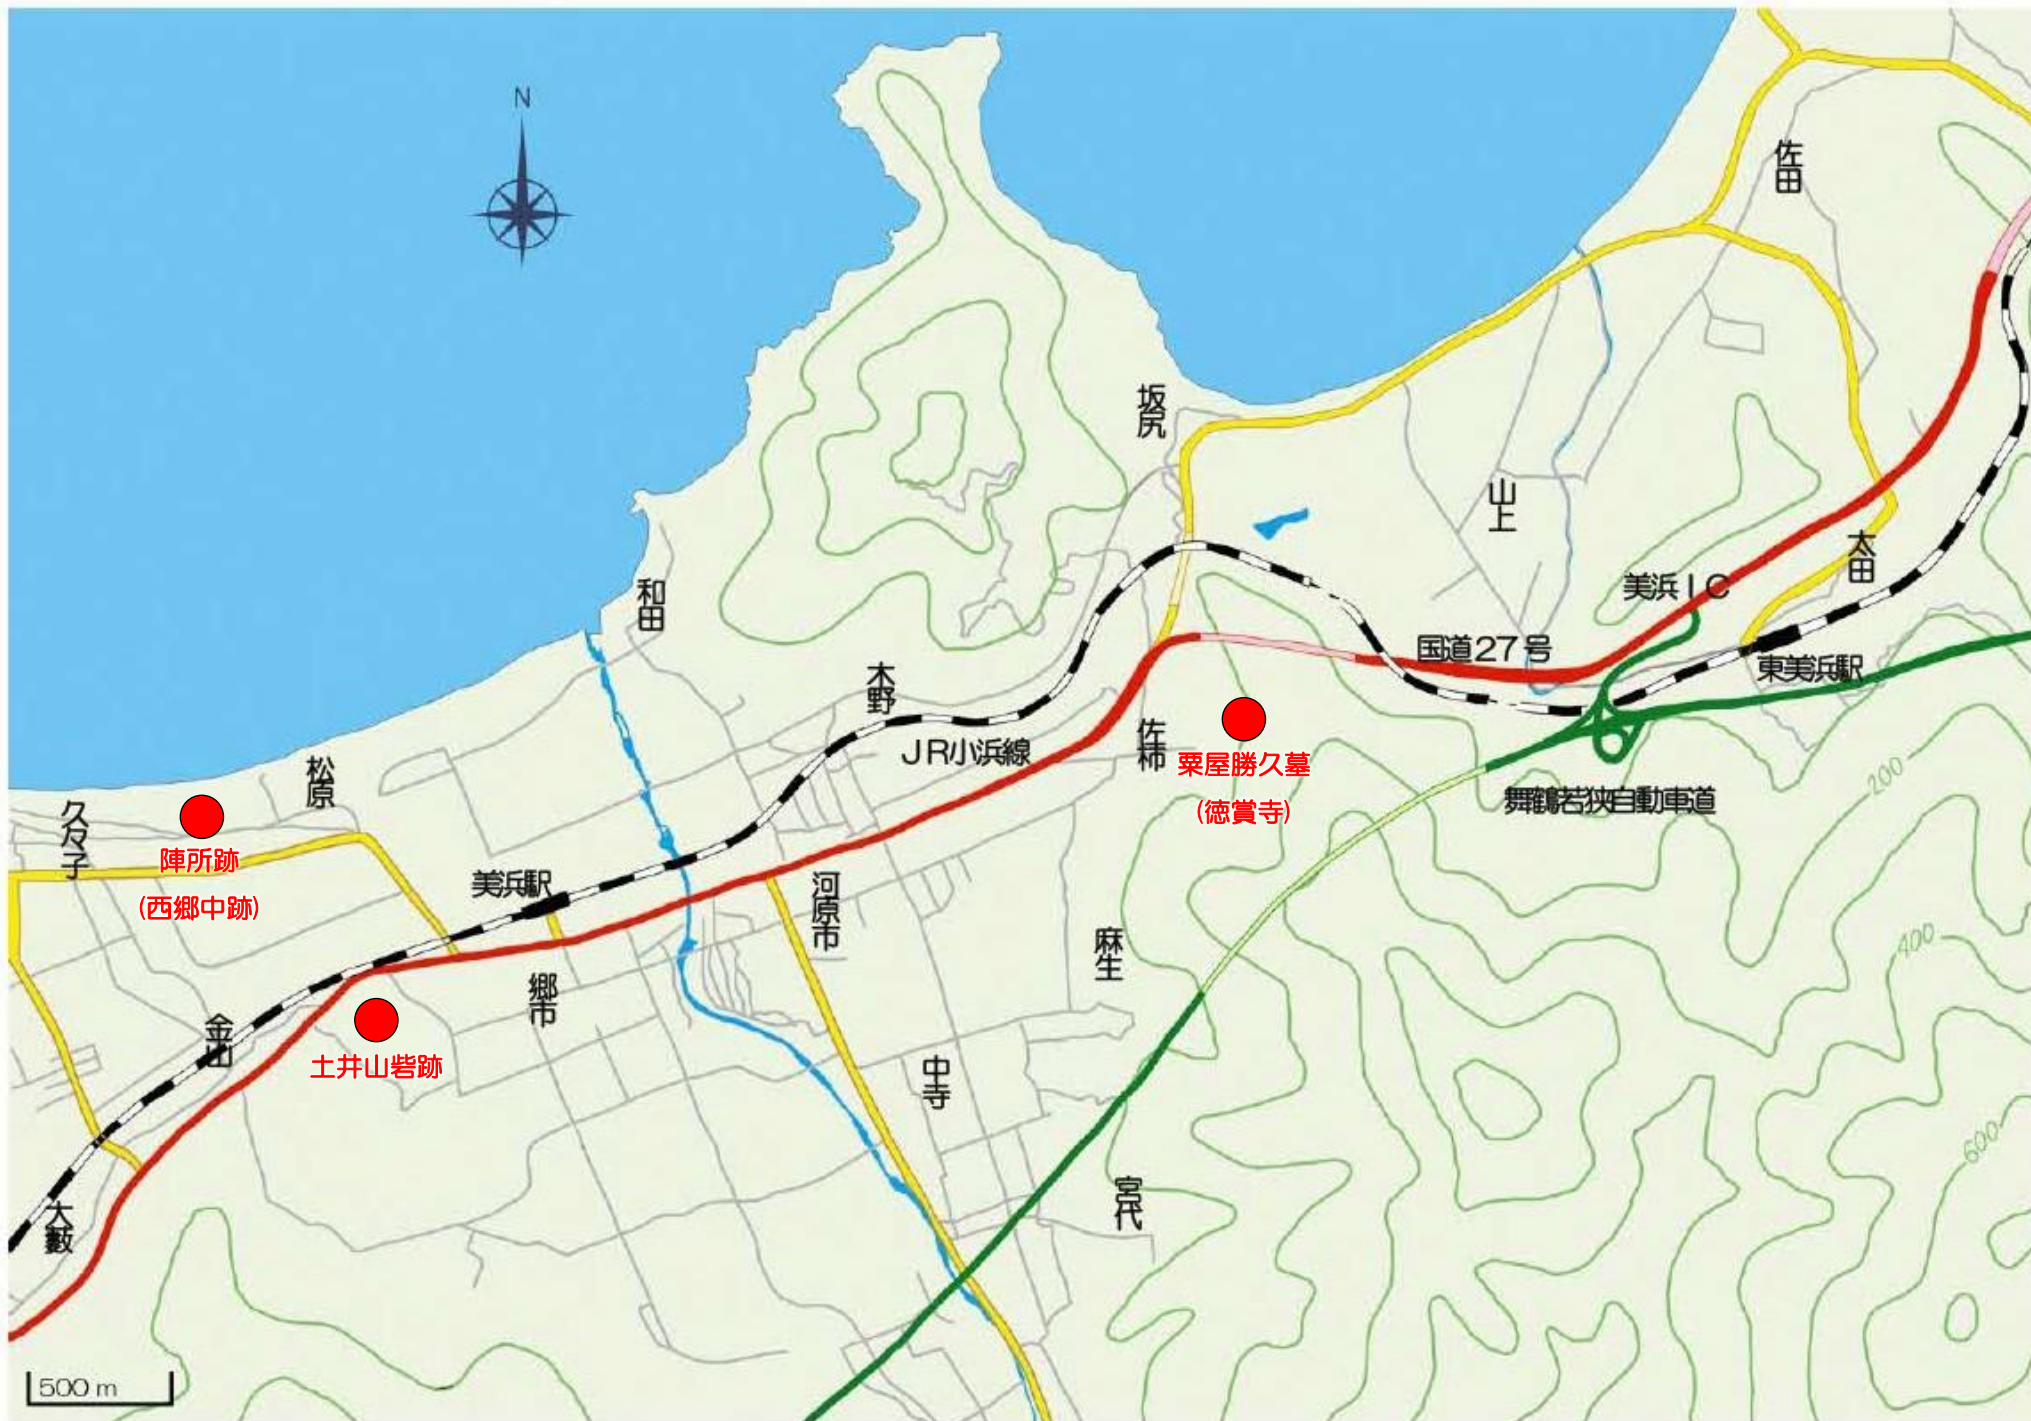 N
佐田
坂尻
山上
太田
美浜IC
和田
国道27号
東美浜駅
木野
佐柿
JR小浜線
粟屋勝久墓
(徳賞寺)
松原
久々子
舞鶴若狭自動車道
200
陣所跡
(西郷中跡)
美浜駅
河原市
麻生
400
郷市
金山
土井山砦跡
中寺
600
宮代
大藪
500m